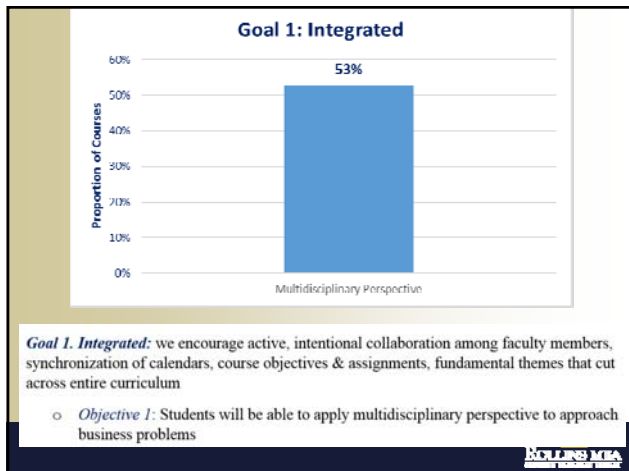 Goal 1: Integrated
60%
53%
50%
40%
30%
20%
10%
0%
Proportion of Courses
Multidisciplinary Perspective
Goal 1. Integrated: we encourage active, intentional collaboration among faculty members,
synchronization of calendars, course objectives & assignments, fundamental themes that cut
across entire curriculum
o Objective 1: Students will be able to apply multidisciplinary perspective to approach
business problems
ROLLINS MBA